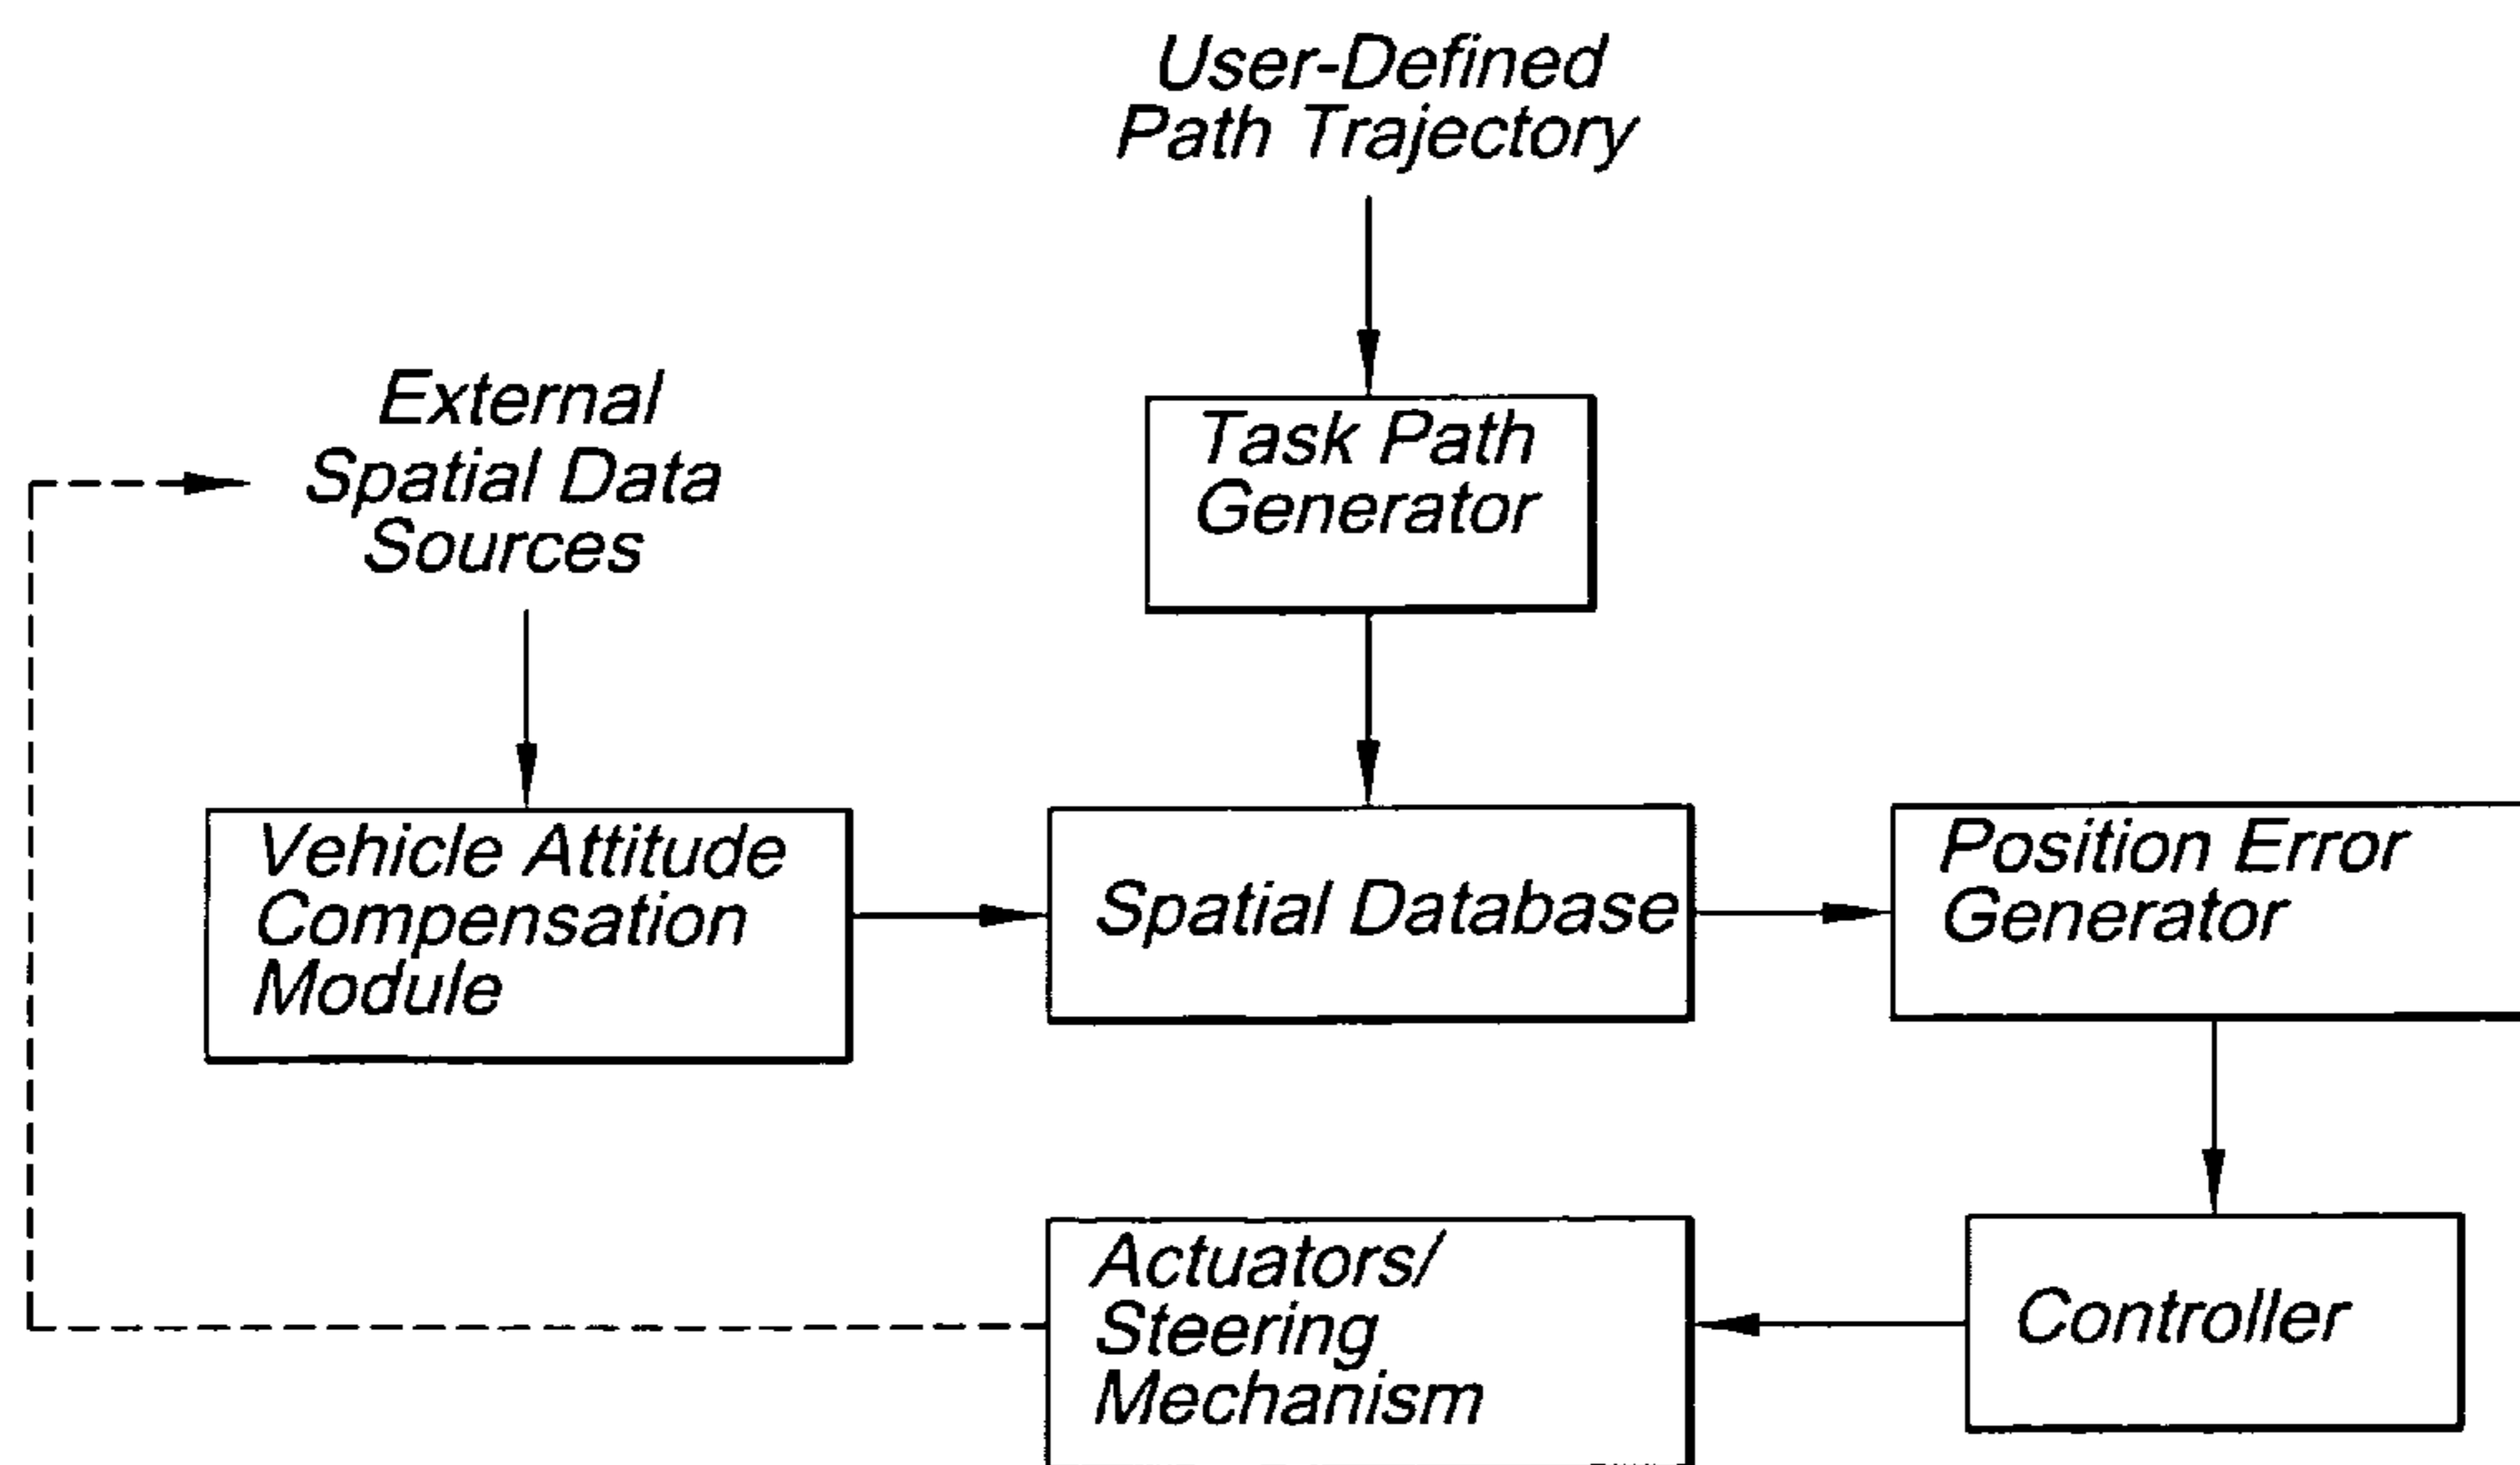 User-Defined
Path Trajectory
External
Spatial Data
Sources
Task Path
Generator
Vehicle Attitude
Compensation
Module
Spatial Database
Position Error
Generator
Actuators/
Steering
Mechanism
Controller